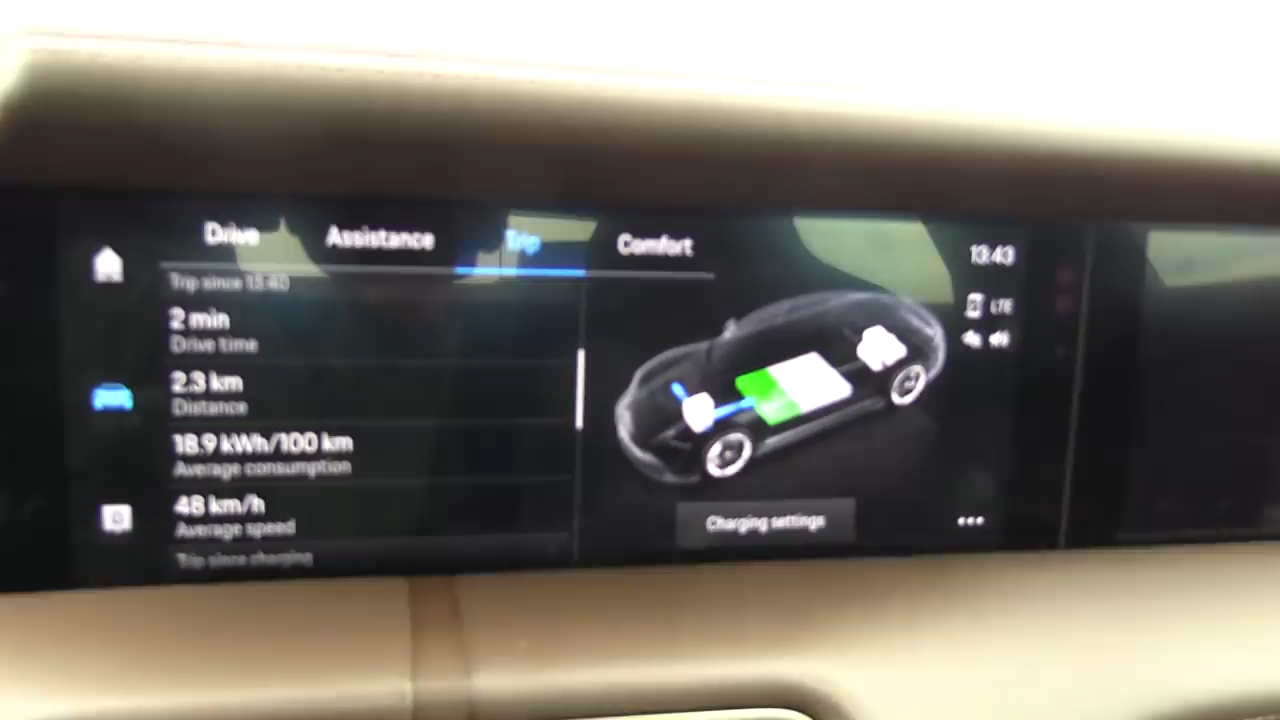 Drive Assistance Trip Comfort
13:43
Trip since 13:40
LTE
2 min
Drive time
2.3 km
Distance
18.9 kWh/100 km
Average consumption
48 km/h
Average speed
Charging settings
Trip since charging